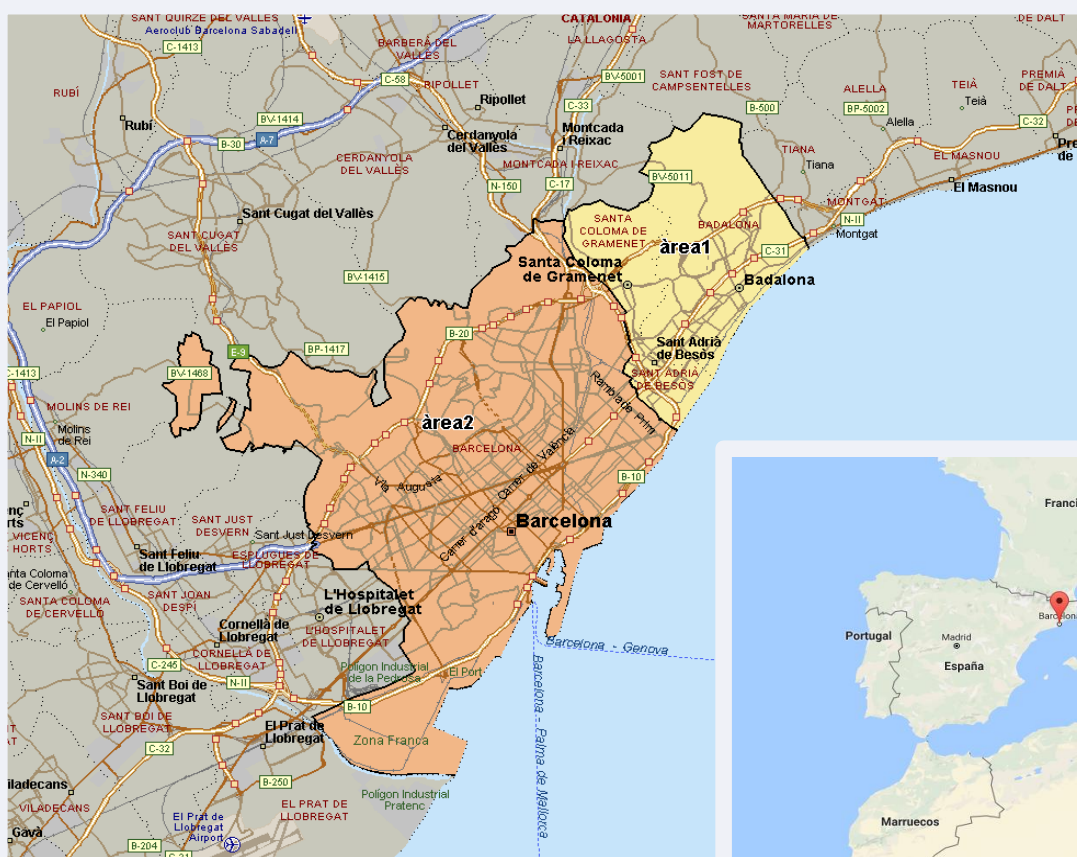 SANT QUIRZE DEL VALLÈS
Aeroclub Barcelona Sabadell
C-1413
CATALONIA
LA LLAGOSTA
SANTA MARIA DE
MARTORELLES
DE DALT
BARBERÀ DEL
VALLÈS
C-58
RIPOLLET
BV-5001
SANT FOST DE
CAMPSENTELLES
TEIÀ
Teià
PREMIÀ
DE DALT
RUBÍ
Rubí
BV-1414
B-30
A-7
Ripollet
C-33
B-500
ALELLA
BP-5002
Alella
C-32
Cerdanyola
del Vallès
Montcada
i Reixac
CERDANYOLA
DEL VALLÈS
MONTCADA I REIXAC
N-150
C-17
BV-5011
TIANA
Tiana
EL MASNOU
El Masnou
MONTGAT
N-II
Montgat
Sant Cugat del Vallès
SANT CUGAT
DEL VALLÈS
SANTA
COLOMA DE
GRAMENET
BADALONA
àrea1
C-31
BV-1415
Santa Coloma
de Gramenet
Badalona
EL PAPIOL
El Papiol
B-20
E-9
BP-1417
Sant Adrià
de Besòs
SANT ADRIÀ
DE BESÒS
C-1413
BV-1468
Rambla de Prim
MOLINS DE REI
Molins
de Rei
N-II
àrea2
BARCELONA
A-2
N-340
Via Augusta
Carrer de València
Carrer d'aragó
B-10
SANT FELIU
DE LLOBREGAT
SANT JUST
DESVERN
Sant Just Desvern
Barcelona
HORTS
Sant Feliu
de Llobregat
ESPLUGUES DE
LLOBREGAT
de Cervelló
SANTA COLOMA
DE CERVELLÓ
SANT JOAN
DESPÍ
L'Hospitalet
de Llobregat
Cornellà de
Llobregat
L'HOSPITALET
DE LLOBREGAT
CORNELLÀ DE
LLOBREGAT
C-245
Barcelona - Genova
Barcelona - Palma de Mallorca
Polígon Industrial
de la Pedrosa
El Port
Sant Boi de
Llobregat
N-II
B-10
SANT BOI DE
LLOBREGAT
El Prat de
Llobregat
C-32
Zona Franca
B-250
VILADECANS
Gavà
EL PRAT DE
LLOBREGAT
Polígon Industrial
Pratenc
El Prat de
Llobregat
Airport
B-204
C-31
Portugal
Madrid
España
Barcelona
Marruecos